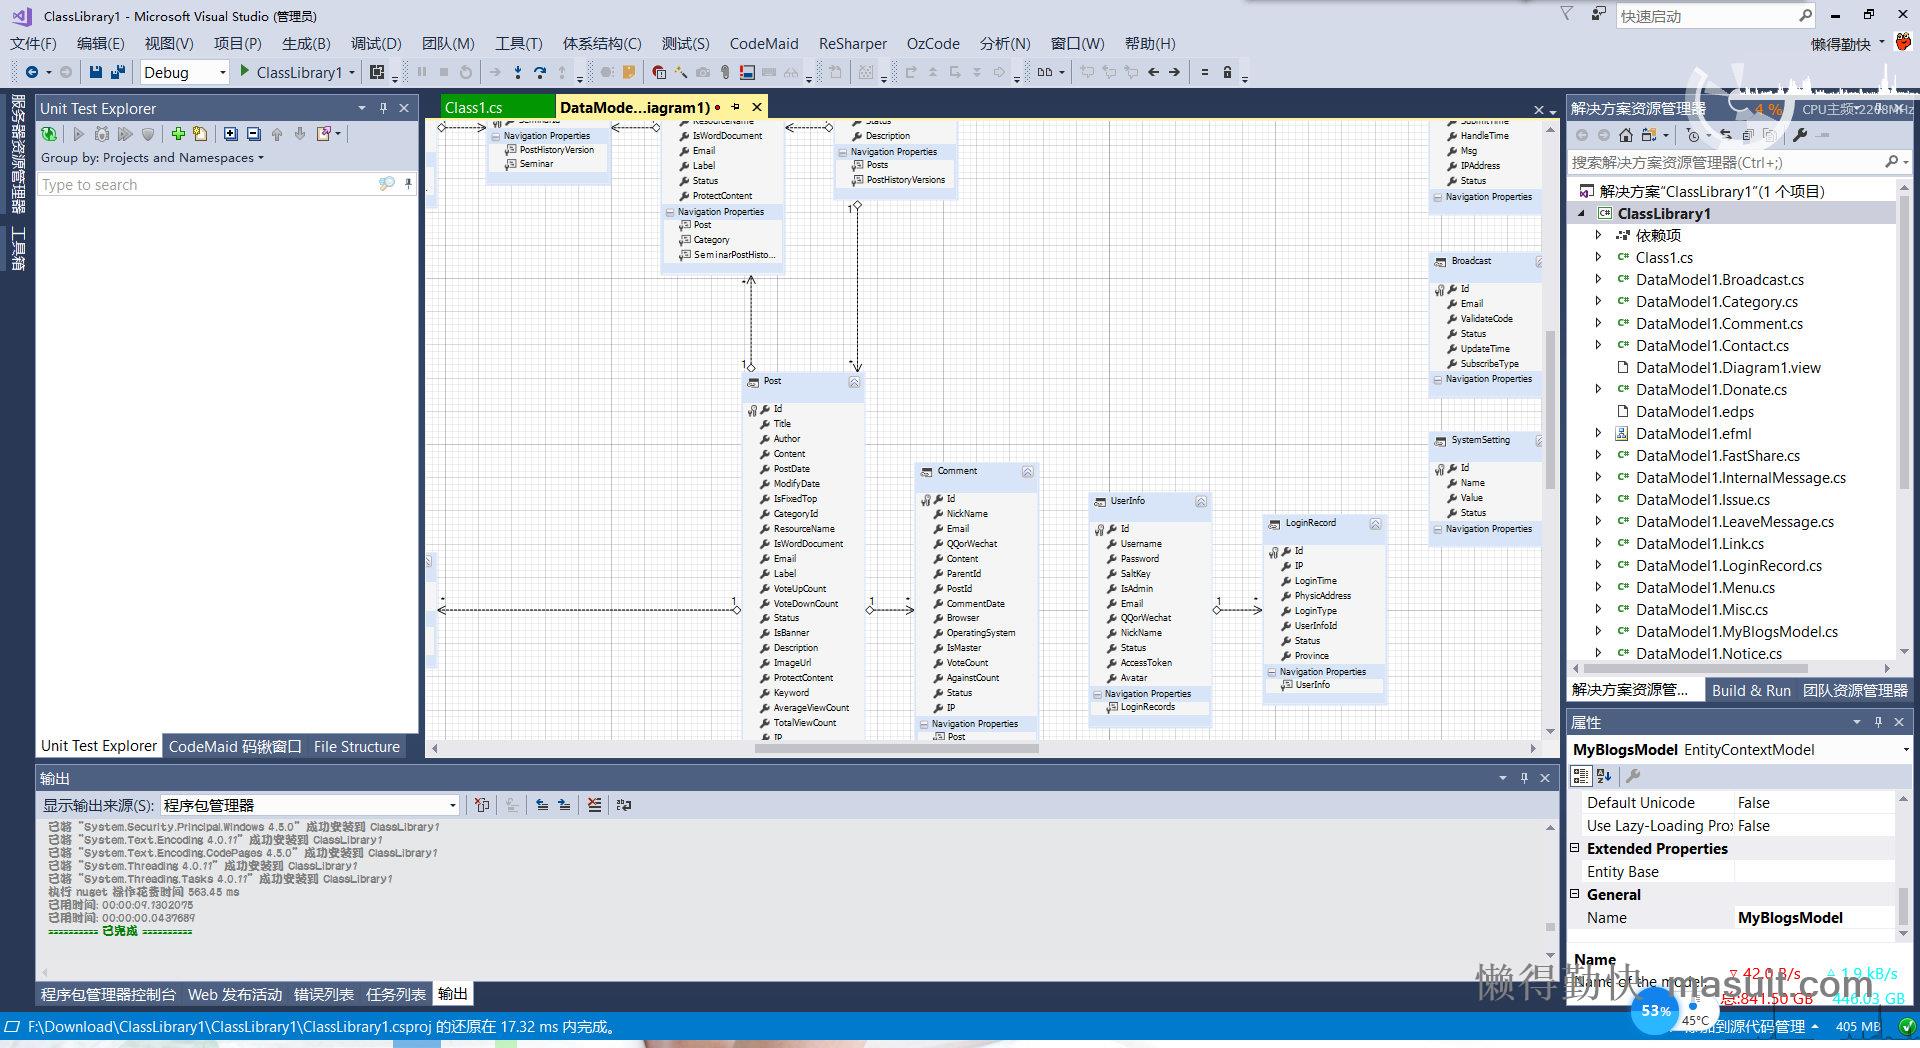 ClassLibrary1 - Microsoft Visual Studio (管理员)
快速启动
文件(F) 编辑(E) 视图(V) 项目(P) 生成(B) 调试(D) 团队(M) 工具(T) 体系结构(C) 测试(S) CodeMaid ReSharper OzCode 分析(N) 窗口(W) 帮助(H)
懒得勤快
Debug ClassLibrary1
服务器资源管理器
工具箱
Unit Test Explorer
Group by: Projects and Namespaces
Type to search
Unit Test Explorer CodeMaid 码锹窗口 File Structure
Class1.cs DataMode...iagram1)
Navigation Properties
PostHistoryVersion
Seminar
ResourceName
IsWordDocument
Email
Label
Status
ProtectContent
Navigation Properties
Post
Category
SeminarPostHisto...
Status
Description
Navigation Properties
Posts
PostHistoryVersions
1
*
*
1
Post
Id
Title
Author
Content
PostDate
ModifyDate
IsFixedTop
CategoryId
ResourceName
IsWordDocument
Email
Label
VoteUpCount
VoteDownCount
Status
IsBanner
Description
ImageUrl
ProtectContent
Keyword
AverageViewCount
TotalViewCount
IP
* 1
1 *
Comment
Id
NickName
Email
QQorWechat
Content
ParentId
PostId
CommentDate
Browser
OperatingSystem
IsMaster
VoteCount
AgainstCount
Status
IP
Navigation Properties
Post
UserInfo
Id
Username
Password
SaltKey
IsAdmin
Email
QQorWechat
NickName
Status
AccessToken
Avatar
Navigation Properties
LoginRecords
1 *
LoginRecord
Id
IP
LoginTime
PhysicAddress
LoginType
UserInfoId
Status
Province
Navigation Properties
UserInfo
SubmitTime
HandleTime
Msg
IPAddress
Status
Navigation Properties
Broadcast
Id
Email
ValidateCode
Status
UpdateTime
SubscribeType
Navigation Properties
SystemSetting
Id
Name
Value
Status
Navigation Properties
解决方案资源管理器
4 % CPU主频:2208MHz
搜索解决方案资源管理器(Ctrl+;)
解决方案"ClassLibrary1"(1 个项目)
ClassLibrary1
依赖项
Class1.cs
DataModel1.Broadcast.cs
DataModel1.Category.cs
DataModel1.Comment.cs
DataModel1.Contact.cs
DataModel1.Diagram1.view
DataModel1.Donate.cs
DataModel1.edps
DataModel1.efml
DataModel1.FastShare.cs
DataModel1.InternalMessage.cs
DataModel1.Issue.cs
DataModel1.LeaveMessage.cs
DataModel1.Link.cs
DataModel1.LoginRecord.cs
DataModel1.Menu.cs
DataModel1.Misc.cs
DataModel1.MyBlogsModel.cs
DataModel1.Notice.cs
解决方案资源管... Build & Run 团队资源管理器
属性
MyBlogsModel EntityContextModel
Default Unicode False
Use Lazy-Loading Pro False
Extended Properties
Entity Base
General
Name MyBlogsModel
Name
Name of the model.
42.0 B/s 1.9 kB/s
总:841.50 GB 446.03 GB
懒得勤快 masuit.com
53%
45°C
输出
显示输出来源(S): 程序包管理器
已将“System.Security.Principal.Windows 4.5.0”成功安装到 ClassLibrary1
已将“System.Text.Encoding 4.0.11”成功安装到 ClassLibrary1
已将“System.Text.Encoding.CodePages 4.5.0”成功安装到 ClassLibrary1
已将“System.Threading 4.0.11”成功安装到 ClassLibrary1
已将“System.Threading.Tasks 4.0.11”成功安装到 ClassLibrary1
执行 nuget 操作花费时间 563.45 ms
已用时间: 00:00:09.1302075
已用时间: 00:00:00.0437689
========== 已完成 ==========
程序包管理器控制台 Web 发布活动 错误列表 任务列表 输出
F:\Download\ClassLibrary1\ClassLibrary1\ClassLibrary1.csproj 的还原在 17.32 ms 内完成。
添加到源代码管理 405 MB